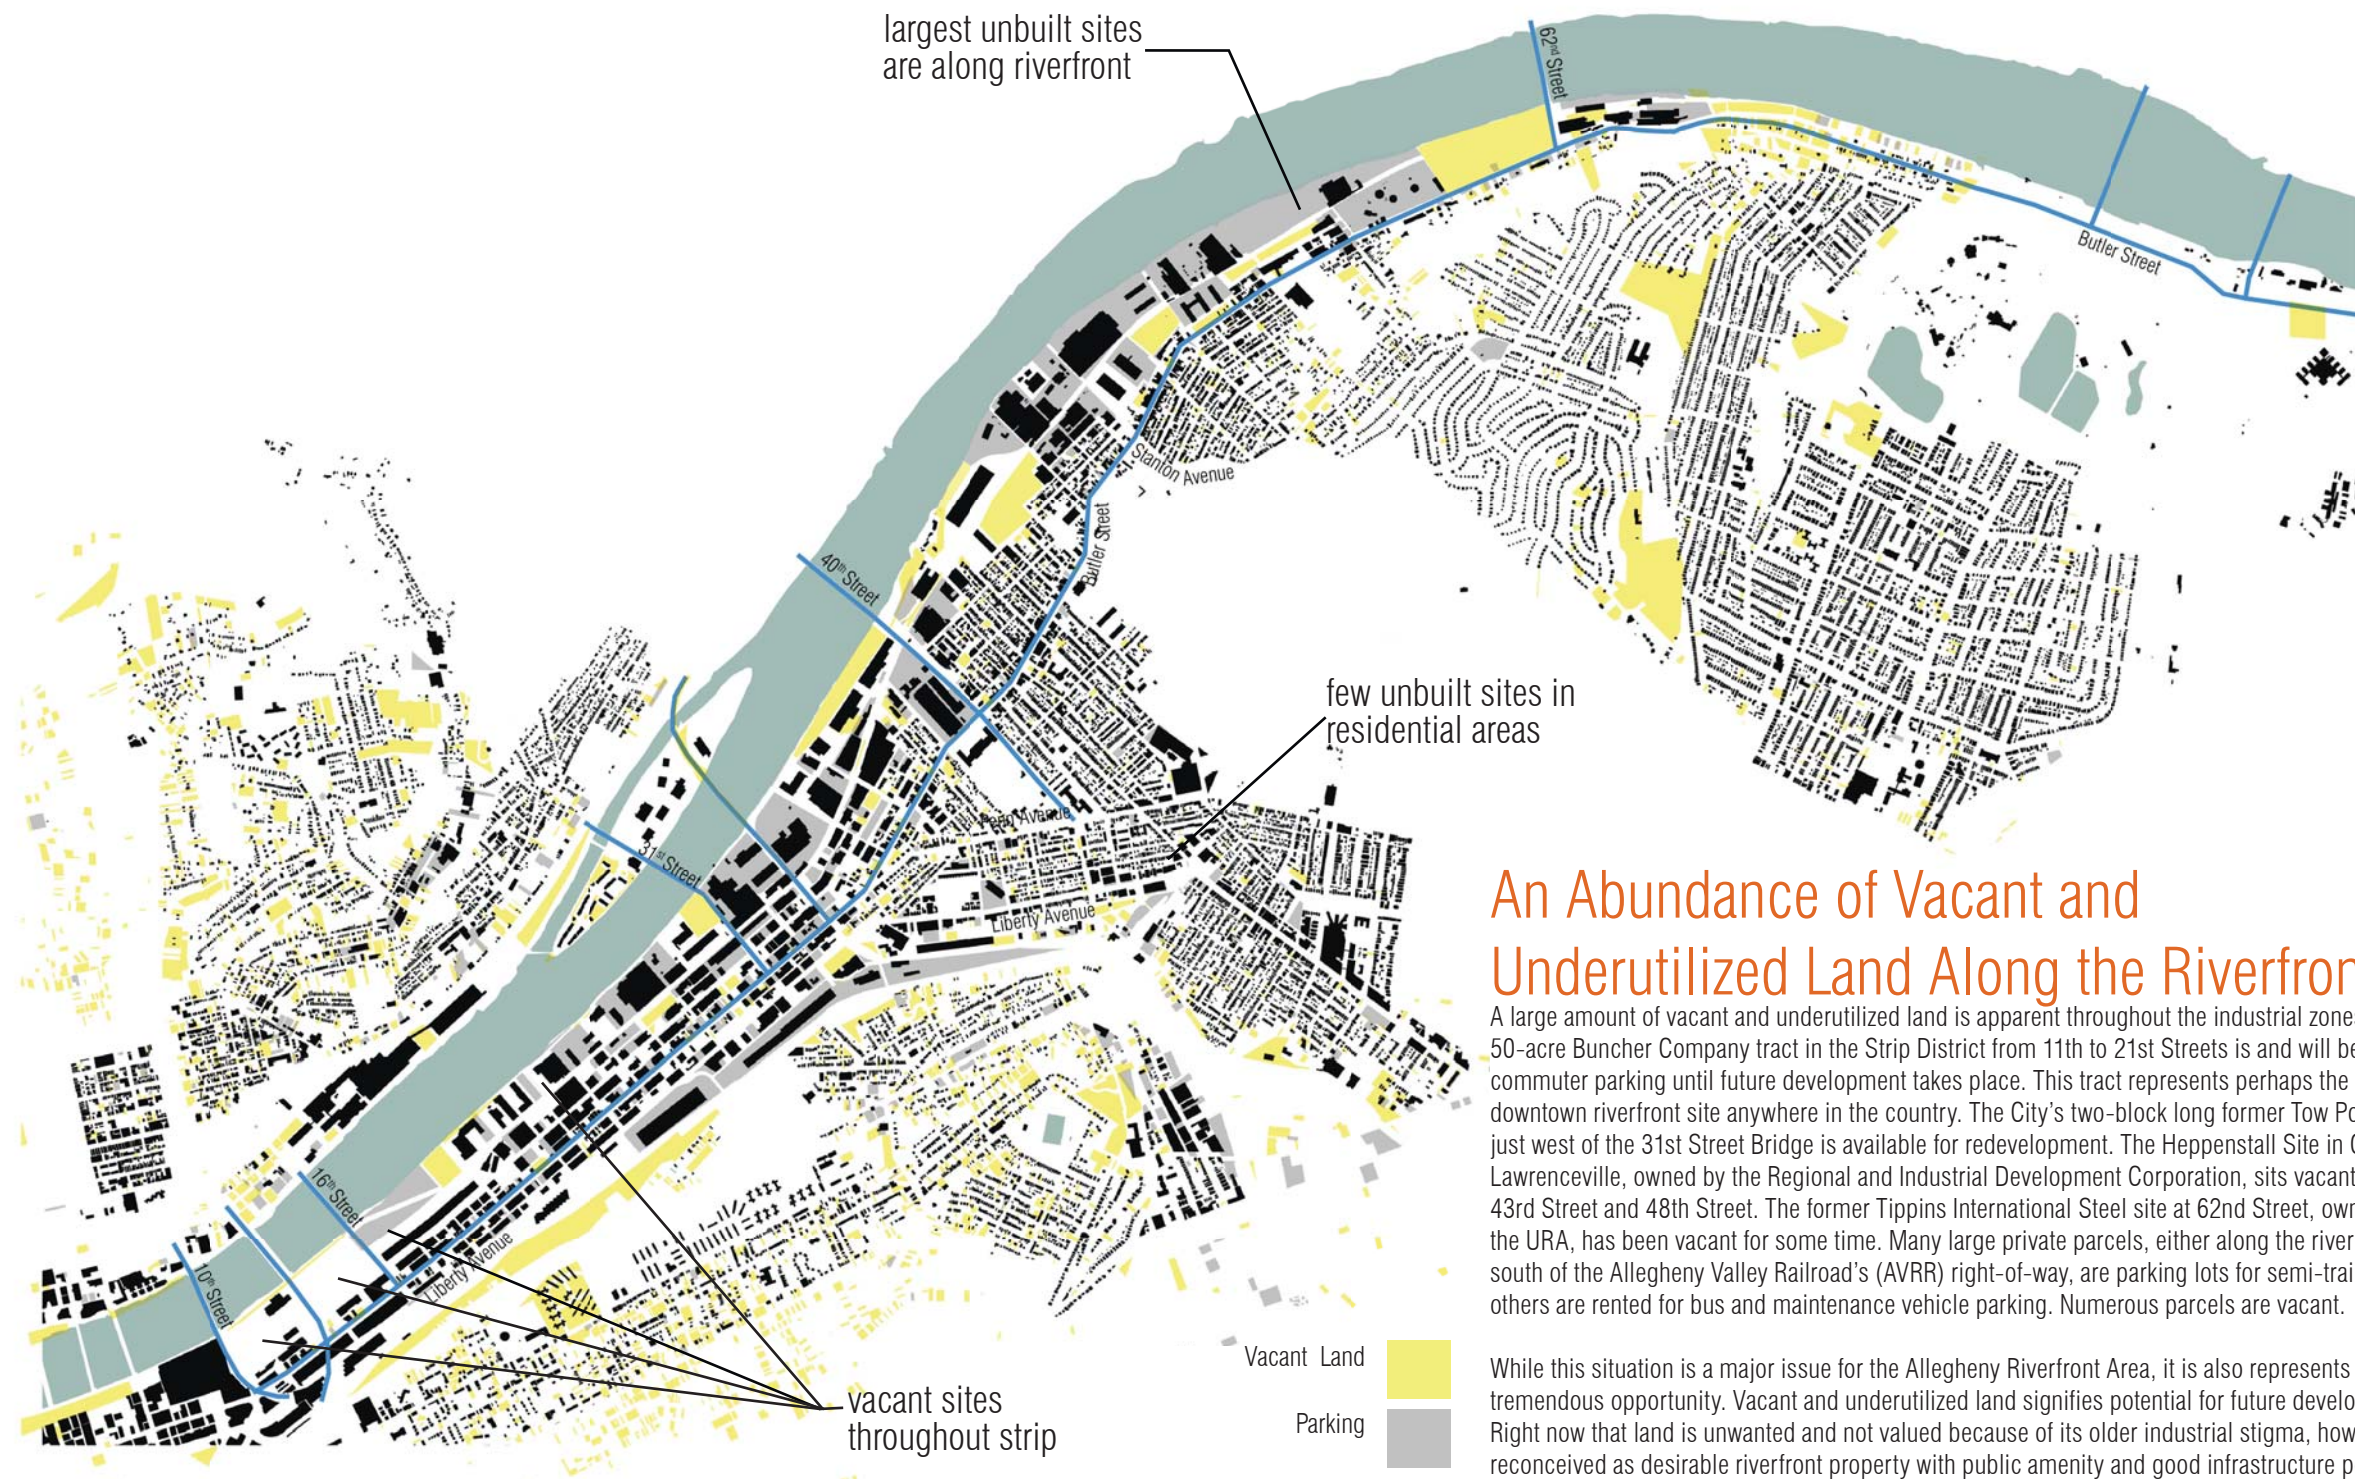 largest unbuilt sites
are along riverfront
62nd Street
Butler Street
Stanton Avenue
Butler Street
40th Street
few unbuilt sites in
residential areas
Penn Avenue
31st Street
Liberty Avenue
16th Street
Liberty Avenue
10th Street
vacant sites
throughout strip
Vacant Land
Parking
An Abundance of Vacant and
Underutilized Land Along the Riverfron
A large amount of vacant and underutilized land is apparent throughout the industrial zone
50-acre Buncher Company tract in the Strip District from 11th to 21st Streets is and will be
commuter parking until future development takes place. This tract represents perhaps the
downtown riverfront site anywhere in the country. The City's two-block long former Tow Po
just west of the 31st Street Bridge is available for redevelopment. The Heppenstall Site in
Lawrenceville, owned by the Regional and Industrial Development Corporation, sits vacant
43rd Street and 48th Street. The former Tippins International Steel site at 62nd Street, own
the URA, has been vacant for some time. Many large private parcels, either along the river
south of the Allegheny Valley Railroad's (AVRR) right-of-way, are parking lots for semi-trai
others are rented for bus and maintenance vehicle parking. Numerous parcels are vacant.
While this situation is a major issue for the Allegheny Riverfront Area, it is also represents
tremendous opportunity. Vacant and underutilized land signifies potential for future develo
Right now that land is unwanted and not valued because of its older industrial stigma, how
reconceived as desirable riverfront property with public amenity and good infrastructure p